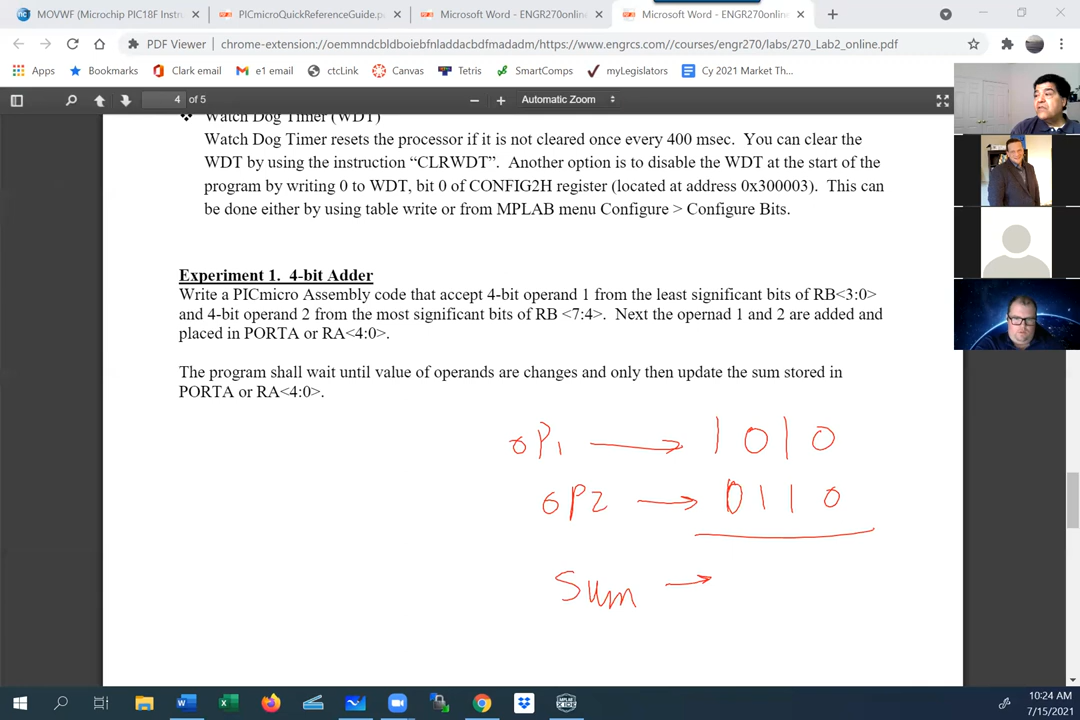 MOVWF (Microchip PIC18F Instru
PICmicroQuickReferenceGuide.pa
Microsoft Word - ENGR270online
Microsoft Word - ENGR270online
PDF Viewer | chrome-extension://oemmndcbldboiebfnladdacbdfmadadm/https://www.engrcs.com//courses/engr270/labs/270_Lab2_online.pdf
Apps Bookmarks Clark email e1 email ctcLink Canvas Tetris SmartComps myLegislators Cy 2021 Market Th...
4 of 5 Automatic Zoom
Watch Dog Timer (WDT)
Watch Dog Timer resets the processor if it is not cleared once every 400 msec. You can clear the
WDT by using the instruction “CLRWDT”. Another option is to disable the WDT at the start of the
program by writing 0 to WDT, bit 0 of CONFIG2H register (located at address 0x300003). This can
be done either by using table write or from MPLAB menu Configure > Configure Bits.
Experiment 1. 4-bit Adder
Write a PICmicro Assembly code that accept 4-bit operand 1 from the least significant bits of RB<3:0>
and 4-bit operand 2 from the most significant bits of RB <7:4>. Next the opernad 1 and 2 are added and
placed in PORTA or RA<4:0>.
The program shall wait until value of operands are changes and only then update the sum stored in
PORTA or RA<4:0>.
OP1 → 1 0 1 0
OP2 → 0 1 1 0
Sum →
10:24 AM
7/15/2021